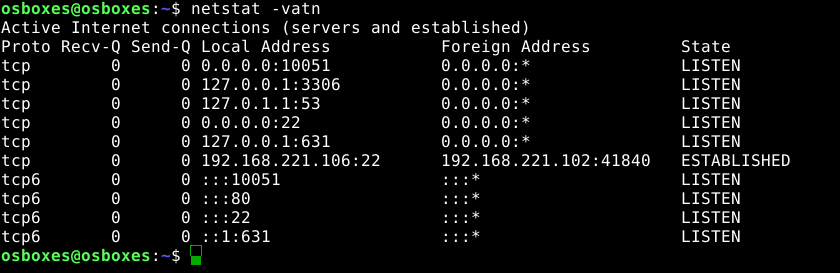 osboxes@osboxes:~$ netstat -vatn
Active Internet connections (servers and established)
Proto Recv-Q Send-Q Local Address           Foreign Address         State
tcp        0      0 0.0.0.0:10051           0.0.0.0:*               LISTEN
tcp        0      0 127.0.0.1:3306          0.0.0.0:*               LISTEN
tcp        0      0 127.0.1.1:53            0.0.0.0:*               LISTEN
tcp        0      0 0.0.0.0:22              0.0.0.0:*               LISTEN
tcp        0      0 127.0.0.1:631           0.0.0.0:*               LISTEN
tcp        0      0 192.168.221.106:22      192.168.221.102:41840   ESTABLISHED
tcp6       0      0 :::10051                :::*                    LISTEN
tcp6       0      0 :::80                   :::*                    LISTEN
tcp6       0      0 :::22                   :::*                    LISTEN
tcp6       0      0 ::1:631                 :::*                    LISTEN
osboxes@osboxes:~$